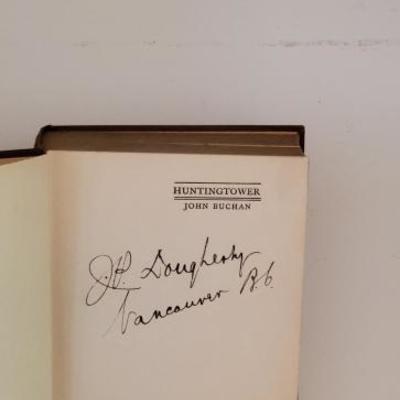 HUNTINGTOWER
JOHN BUCHAN
J.P. Dougherty
Vancouver B.C.